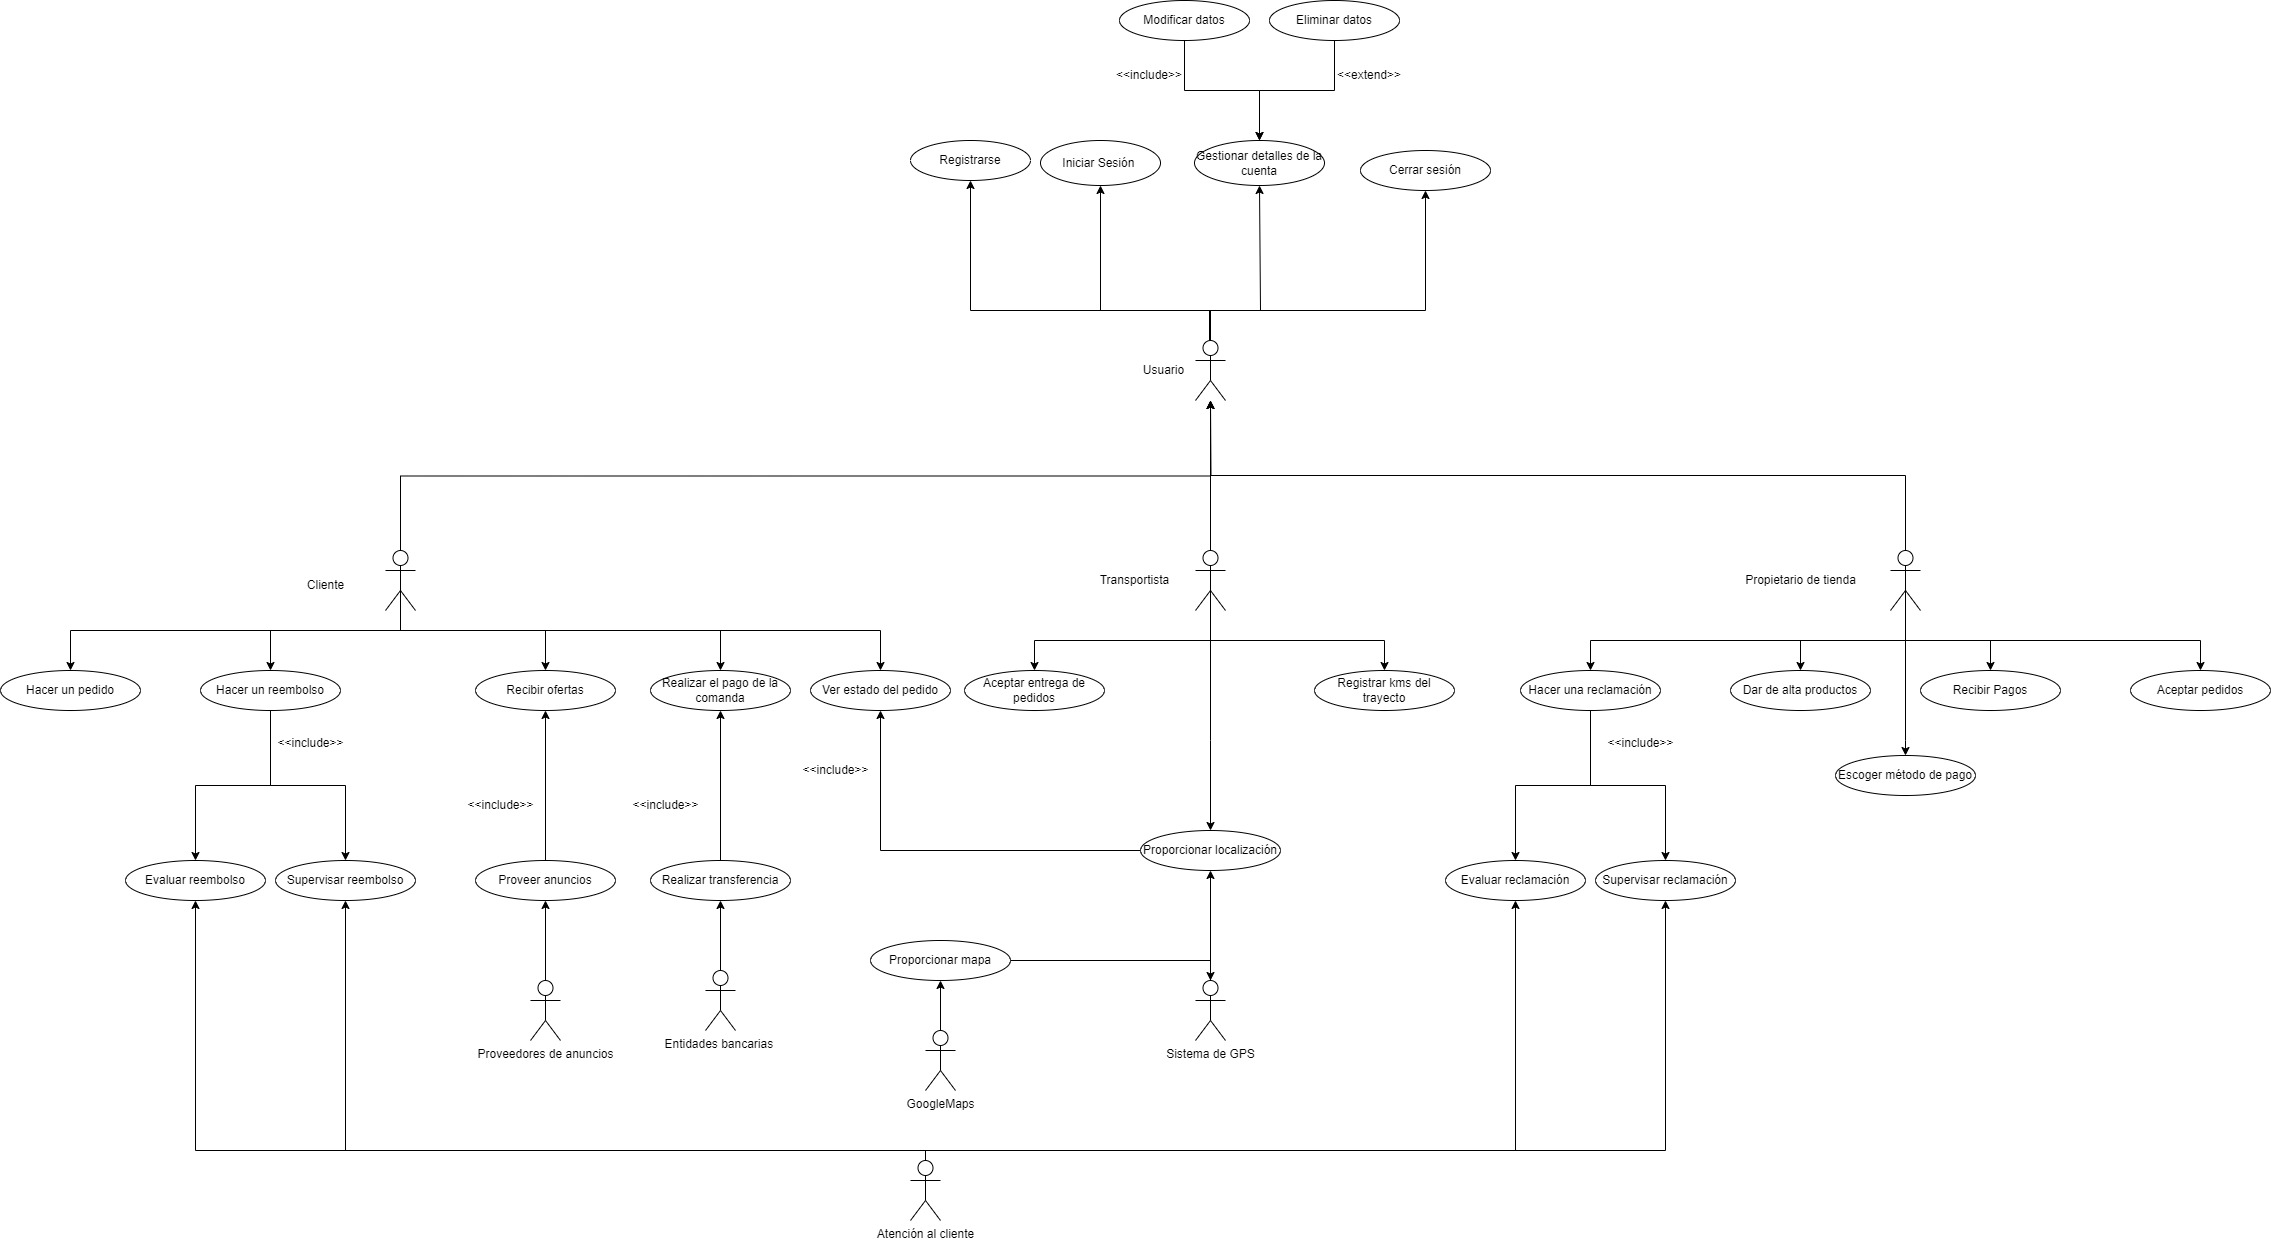 Modificar datos
Eliminar datos
<<include>>
<<extend>>
Registrarse
Iniciar Sesión
Gestionar detalles de la
cuenta
Cerrar sesión
Usuario
Cliente
Transportista
Propietario de tienda
Hacer un pedido
Hacer un reembolso
Recibir ofertas
Realizar el pago de la
comanda
Ver estado del pedido
Aceptar entrega de
pedidos
Registrar kms del
trayecto
Hacer una reclamación
Dar de alta productos
Recibir Pagos
Aceptar pedidos
<<include>>
<<include>>
<<include>>
Escoger método de pago
<<include>>
<<include>>
Proporcionar localización
Evaluar reembolso
Supervisar reembolso
Proveer anuncios
Realizar transferencia
Evaluar reclamación
Supervisar reclamación
Proporcionar mapa
Proveedores de anuncios
Entidades bancarias
Sistema de GPS
GoogleMaps
Atención al cliente